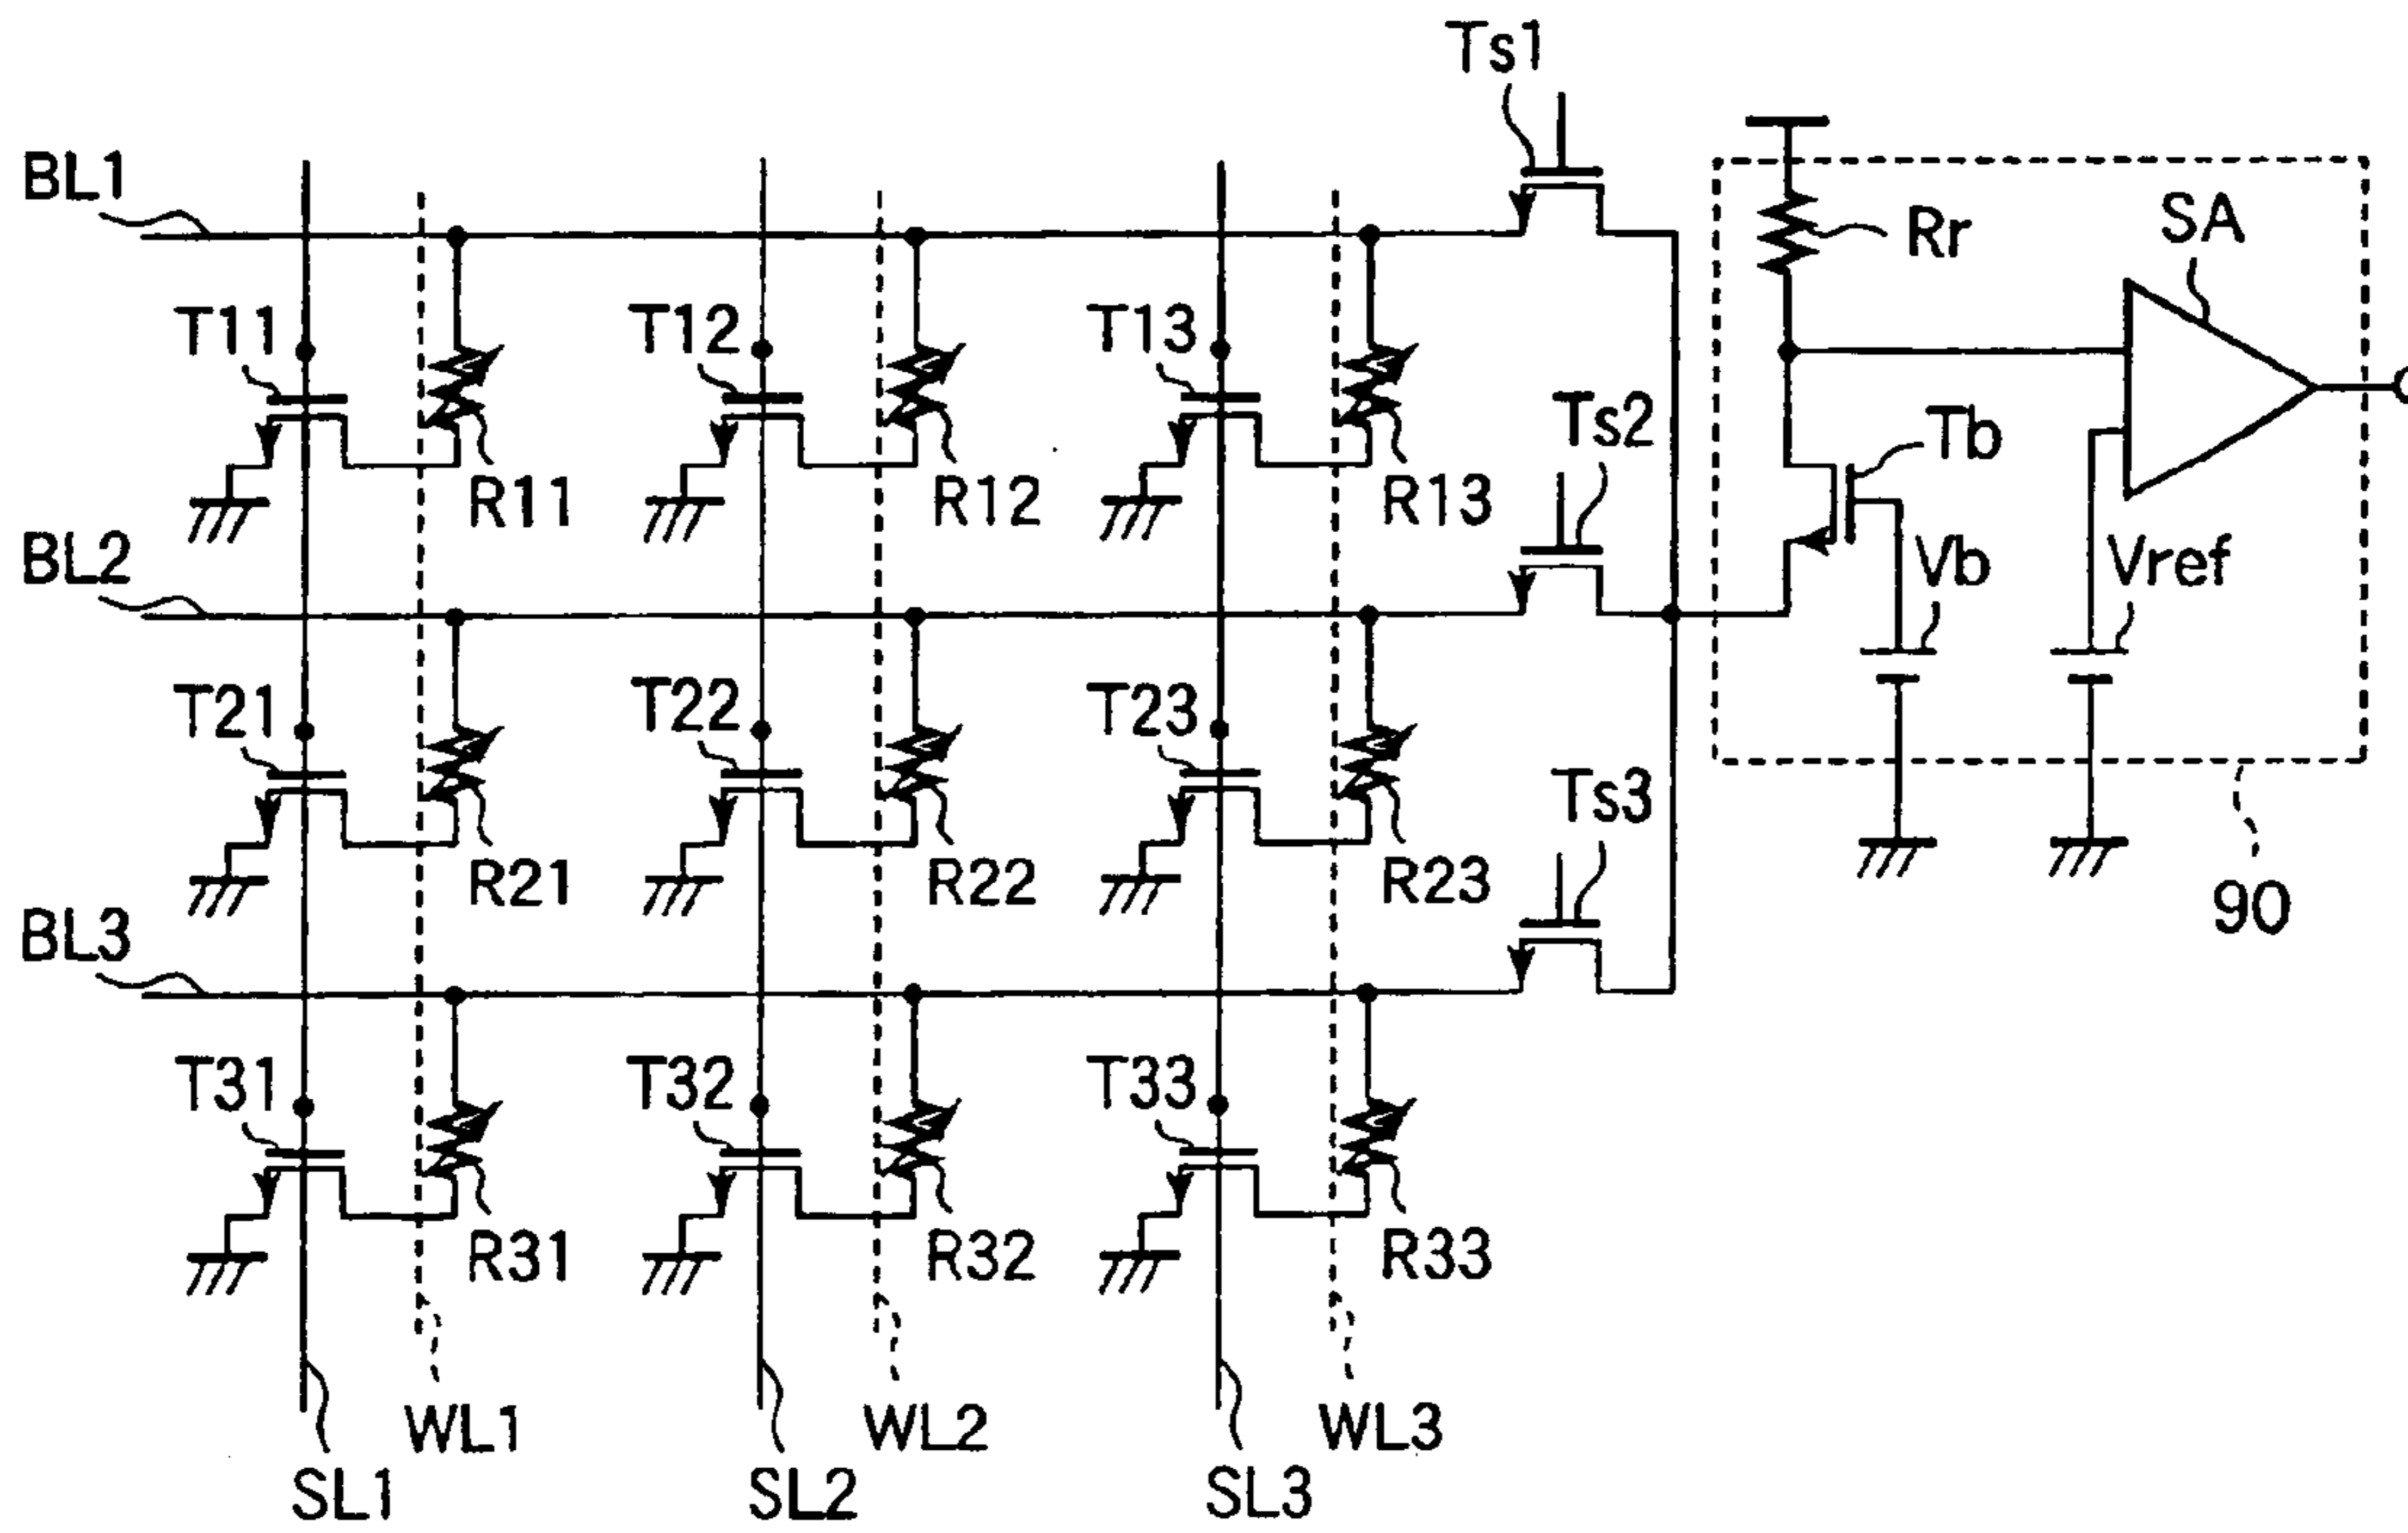 Ts1
BL1
Rr
SA
T11
T12
T13
Ts2
Tb
R11
R12
R13
BL2
Vb
Vref
T21
T22
T23
Ts3
R21
R22
R23
90
BL3
T31
T32
T33
R31
R32
R33
WL1
WL2
WL3
SL1
SL2
SL3